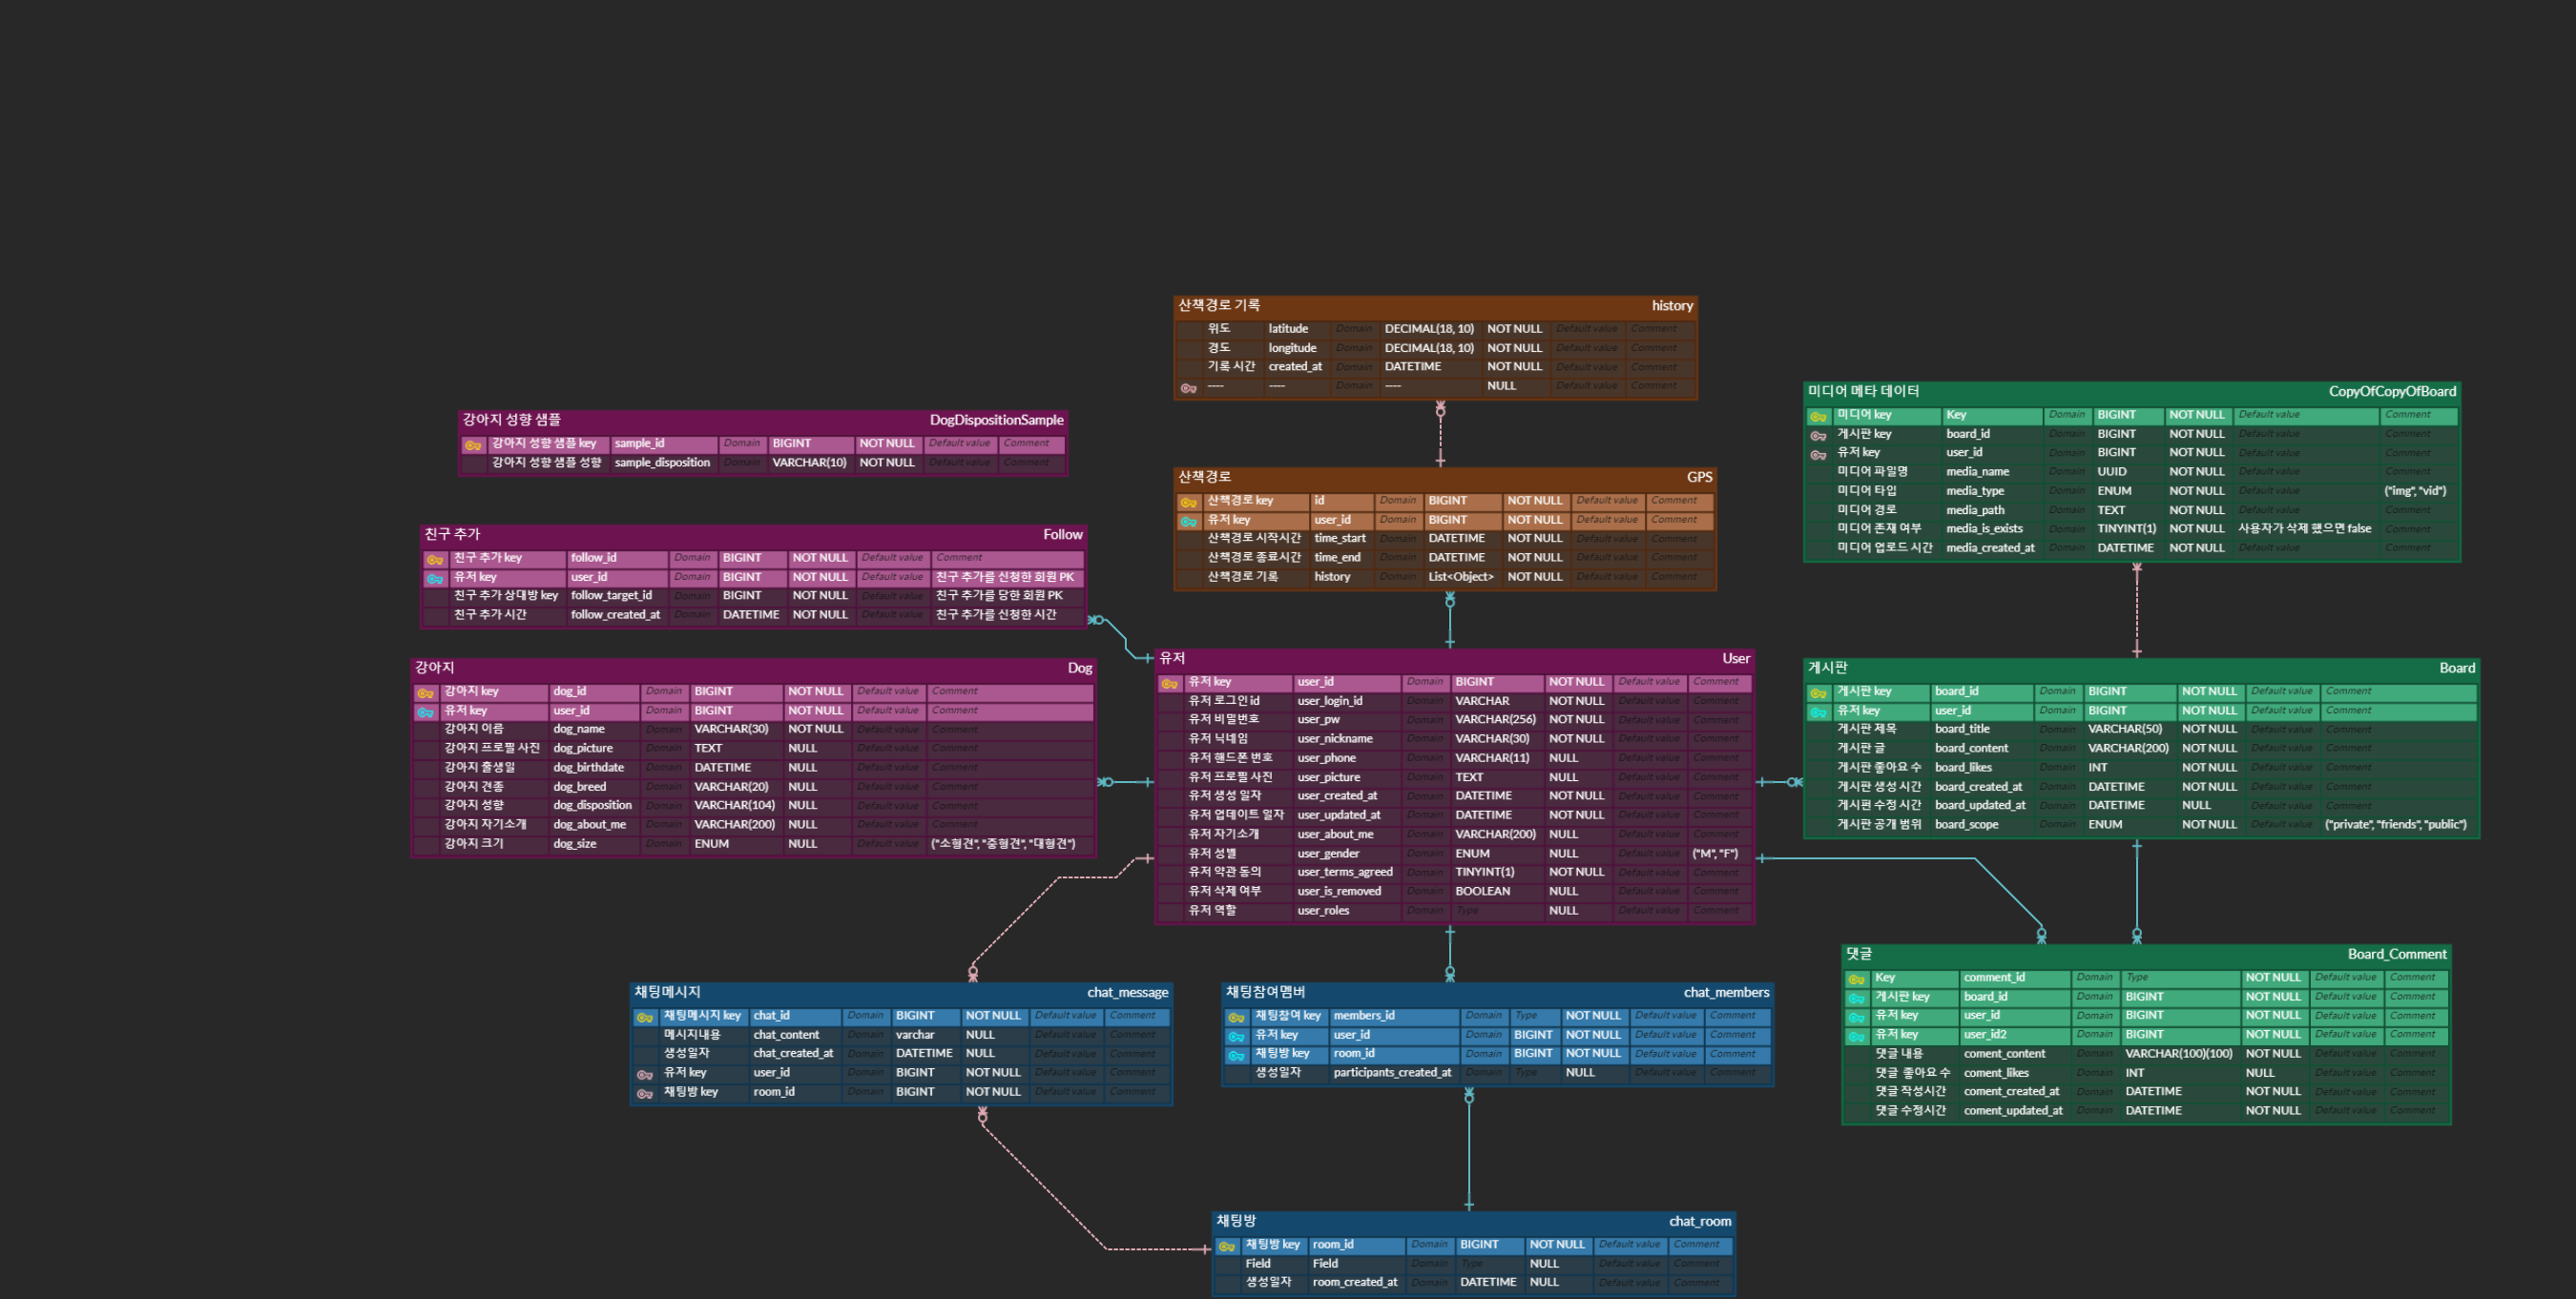 산책경로 기록 history
위도 latitude Domain DECIMAL(18, 10) NOT NULL Default value Comment
경도 longitude Domain DECIMAL(18, 10) NOT NULL Default value Comment
기록 시간 created_at Domain DATETIME NOT NULL Default value Comment
---- ---- Domain ---- NULL Default value Comment
미디어 메타 데이터 CopyOfCopyOfBoard
미디어 key Key Domain BIGINT NOT NULL Default value Comment
게시판 key board_id Domain BIGINT NOT NULL Default value Comment
유저 key user_id Domain BIGINT NOT NULL Default value Comment
미디어 파일명 media_name Domain UUID NOT NULL Default value Comment
미디어 타입 media_type Domain ENUM NOT NULL Default value ("img", "vid")
미디어 경로 media_path Domain TEXT NOT NULL Default value Comment
미디어 존재 여부 media_is_exists Domain TINYINT(1) NOT NULL 사용자가 삭제 했으면 false Comment
미디어 업로드 시간 media_created_at Domain DATETIME NOT NULL Default value Comment
강아지 성향 샘플 DogDispositionSample
강아지 성향 샘플 key sample_id Domain BIGINT NOT NULL Default value Comment
강아지 성향 샘플 성향 sample_disposition Domain VARCHAR(10) NOT NULL Default value Comment
산책경로 GPS
산책경로 key id Domain BIGINT NOT NULL Default value Comment
유저 key user_id Domain BIGINT NOT NULL Default value Comment
산책경로 시작시간 time_start Domain DATETIME NOT NULL Default value Comment
산책경로 종료시간 time_end Domain DATETIME NOT NULL Default value Comment
산책경로 기록 history Domain List<Object> NOT NULL Default value Comment
친구 추가 Follow
친구 추가 key follow_id Domain BIGINT NOT NULL Default value Comment
유저 key user_id Domain BIGINT NOT NULL Default value 친구 추가를 신청한 회원 PK
친구 추가 상대방 key follow_target_id Domain BIGINT NOT NULL Default value 친구 추가를 당한 회원 PK
친구 추가 시간 follow_created_at Domain DATETIME NOT NULL Default value 친구 추가를 신청한 시간
강아지 Dog
강아지 key dog_id Domain BIGINT NOT NULL Default value Comment
유저 key user_id Domain BIGINT NOT NULL Default value Comment
강아지 이름 dog_name Domain VARCHAR(30) NOT NULL Default value Comment
강아지 프로필 사진 dog_picture Domain TEXT NULL Default value Comment
강아지 출생일 dog_birthdate Domain DATETIME NULL Default value Comment
강아지 견종 dog_breed Domain VARCHAR(20) NULL Default value Comment
강아지 성향 dog_disposition Domain VARCHAR(104) NULL Default value Comment
강아지 자기소개 dog_about_me Domain VARCHAR(200) NULL Default value Comment
강아지 크기 dog_size Domain ENUM NULL Default value ("소형견", "중형견", "대형견")
유저 User
유저 key user_id Domain BIGINT NOT NULL Default value Comment
유저 로그인 id user_login_id Domain VARCHAR NOT NULL Default value Comment
유저 비밀번호 user_pw Domain VARCHAR(256) NOT NULL Default value Comment
유저 닉네임 user_nickname Domain VARCHAR(30) NOT NULL Default value Comment
유저 핸드폰 번호 user_phone Domain VARCHAR(11) NULL Default value Comment
유저 프로필 사진 user_picture Domain TEXT NULL Default value Comment
유저 생성 일자 user_created_at Domain DATETIME NOT NULL Default value Comment
유저 업데이트 일자 user_updated_at Domain DATETIME NOT NULL Default value Comment
유저 자기소개 user_about_me Domain VARCHAR(200) NULL Default value Comment
유저 성별 user_gender Domain ENUM NULL Default value ("M", "F")
유저 약관 동의 user_terms_agreed Domain TINYINT(1) NOT NULL Default value Comment
유저 삭제 여부 user_is_removed Domain BOOLEAN NULL Default value Comment
유저 역할 user_roles Domain Type NULL Default value Comment
게시판 Board
게시판 key board_id Domain BIGINT NOT NULL Default value Comment
유저 key user_id Domain BIGINT NOT NULL Default value Comment
게시판 제목 board_title Domain VARCHAR(50) NOT NULL Default value Comment
게시판 글 board_content Domain VARCHAR(200) NOT NULL Default value Comment
게시판 좋아요 수 board_likes Domain INT NOT NULL Default value Comment
게시판 생성 시간 board_created_at Domain DATETIME NOT NULL Default value Comment
게시펀 수정 시간 board_updated_at Domain DATETIME NULL Default value Comment
게시판 공개 범위 board_scope Domain ENUM NOT NULL Default value ("private", "friends", "public")
댓글 Board_Comment
Key comment_id Domain Type NOT NULL Default value Comment
게시판 key board_id Domain BIGINT NOT NULL Default value Comment
유저 key user_id Domain BIGINT NOT NULL Default value Comment
유저 key user_id2 Domain BIGINT NOT NULL Default value Comment
댓글 내용 coment_content Domain VARCHAR(100)(100) NOT NULL Default value Comment
댓글 좋아요 수 coment_likes Domain INT NULL Default value Comment
댓글 작성시간 coment_created_at Domain DATETIME NOT NULL Default value Comment
댓글 수정시간 coment_updated_at Domain DATETIME NOT NULL Default value Comment
채팅메시지 chat_message
채팅메시지 key chat_id Domain BIGINT NOT NULL Default value Comment
메시지내용 chat_content Domain varchar NULL Default value Comment
생성일자 chat_created_at Domain DATETIME NULL Default value Comment
유저 key user_id Domain BIGINT NOT NULL Default value Comment
채팅방 key room_id Domain BIGINT NOT NULL Default value Comment
채팅참여멤버 chat_members
채팅참여 key members_id Domain Type NOT NULL Default value Comment
유저 key user_id Domain BIGINT NOT NULL Default value Comment
채팅방 key room_id Domain BIGINT NOT NULL Default value Comment
생성일자 participants_created_at Domain Type NULL Default value Comment
채팅방 chat_room
채팅방 key room_id Domain BIGINT NOT NULL Default value Comment
Field Field Domain Type NULL Default value Comment
생성일자 room_created_at Domain DATETIME NULL Default value Comment